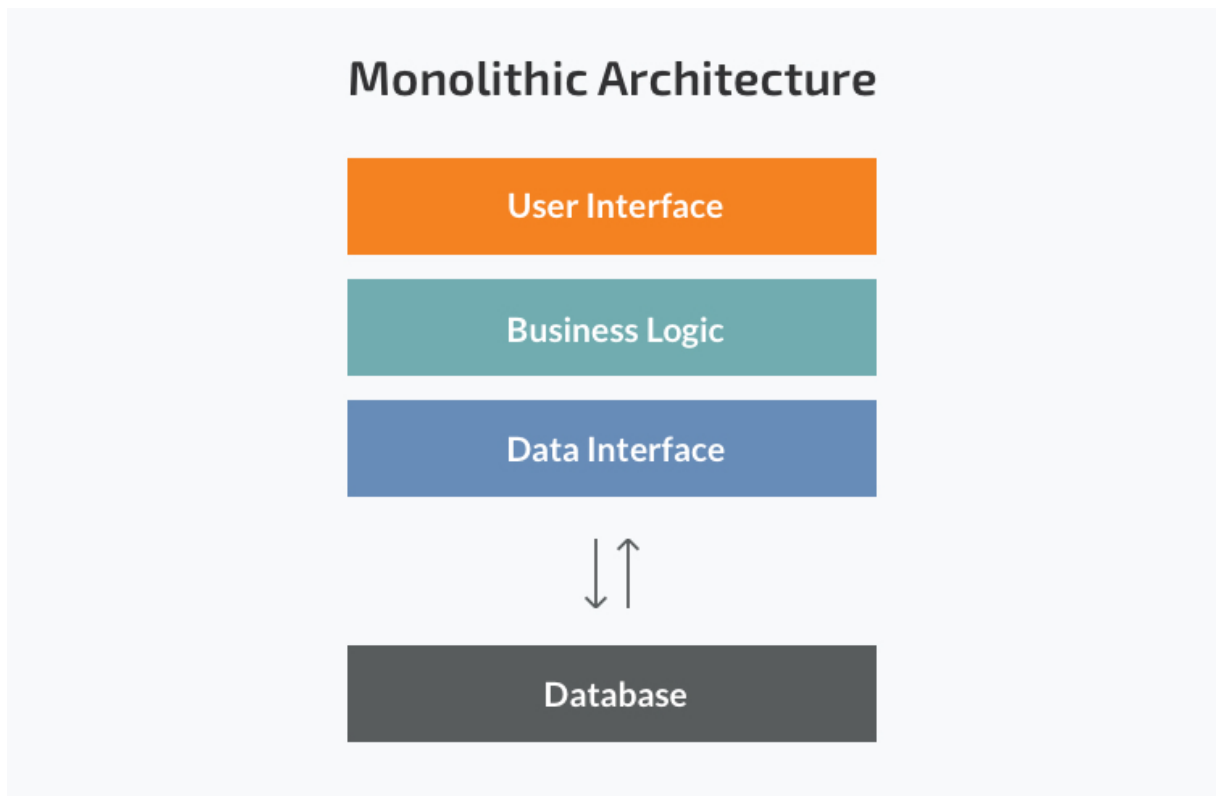 Monolithic Architecture
User Interface
Business Logic
Data Interface
Database